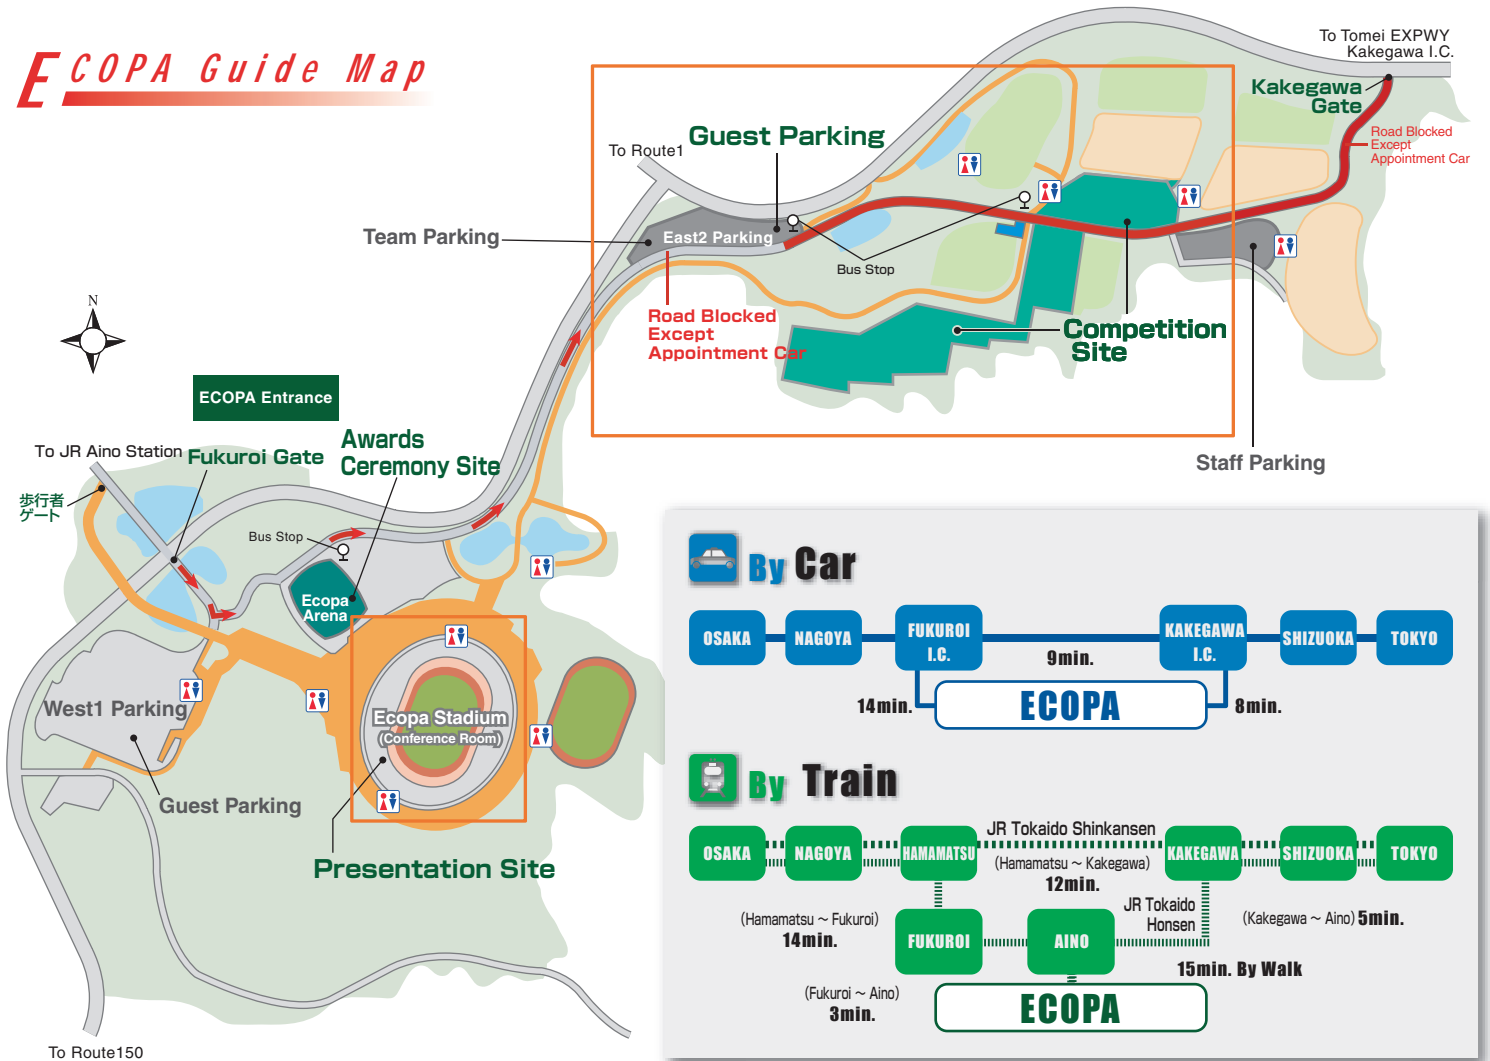 ECOPA Guide Map
To Tomei EXPWY
Kakegawa I.C.
Kakegawa
Gate
Road Blocked
Except
Appointment Car
To Route1
Guest Parking
Team Parking
East2 Parking
Bus Stop
Road Blocked
Except
Appointment Car
Competition
Site
Staff Parking
N
ECOPA Entrance
To JR Aino Station
Fukuroi Gate
Awards
Ceremony Site
歩行者
ゲート
Bus Stop
Ecopa
Arena
West1 Parking
Guest Parking
Ecopa Stadium
(Conference Room)
Presentation Site
To Route150
By Car
OSAKA
NAGOYA
FUKUROI
I.C.
KAKEGAWA
I.C.
SHIZUOKA
TOKYO
9min.
14min.
ECOPA
8min.
By Train
JR Tokaido Shinkansen
OSAKA
NAGOYA
HAMAMATSU
KAKEGAWA
SHIZUOKA
TOKYO
(Hamamatsu ~ Kakegawa)
12min.
JR Tokaido
Honsen
(Hamamatsu ~ Fukuroi)
14min.
(Kakegawa ~ Aino) 5min.
FUKUROI
AINO
15min. By Walk
(Fukuroi ~ Aino)
3min.
ECOPA